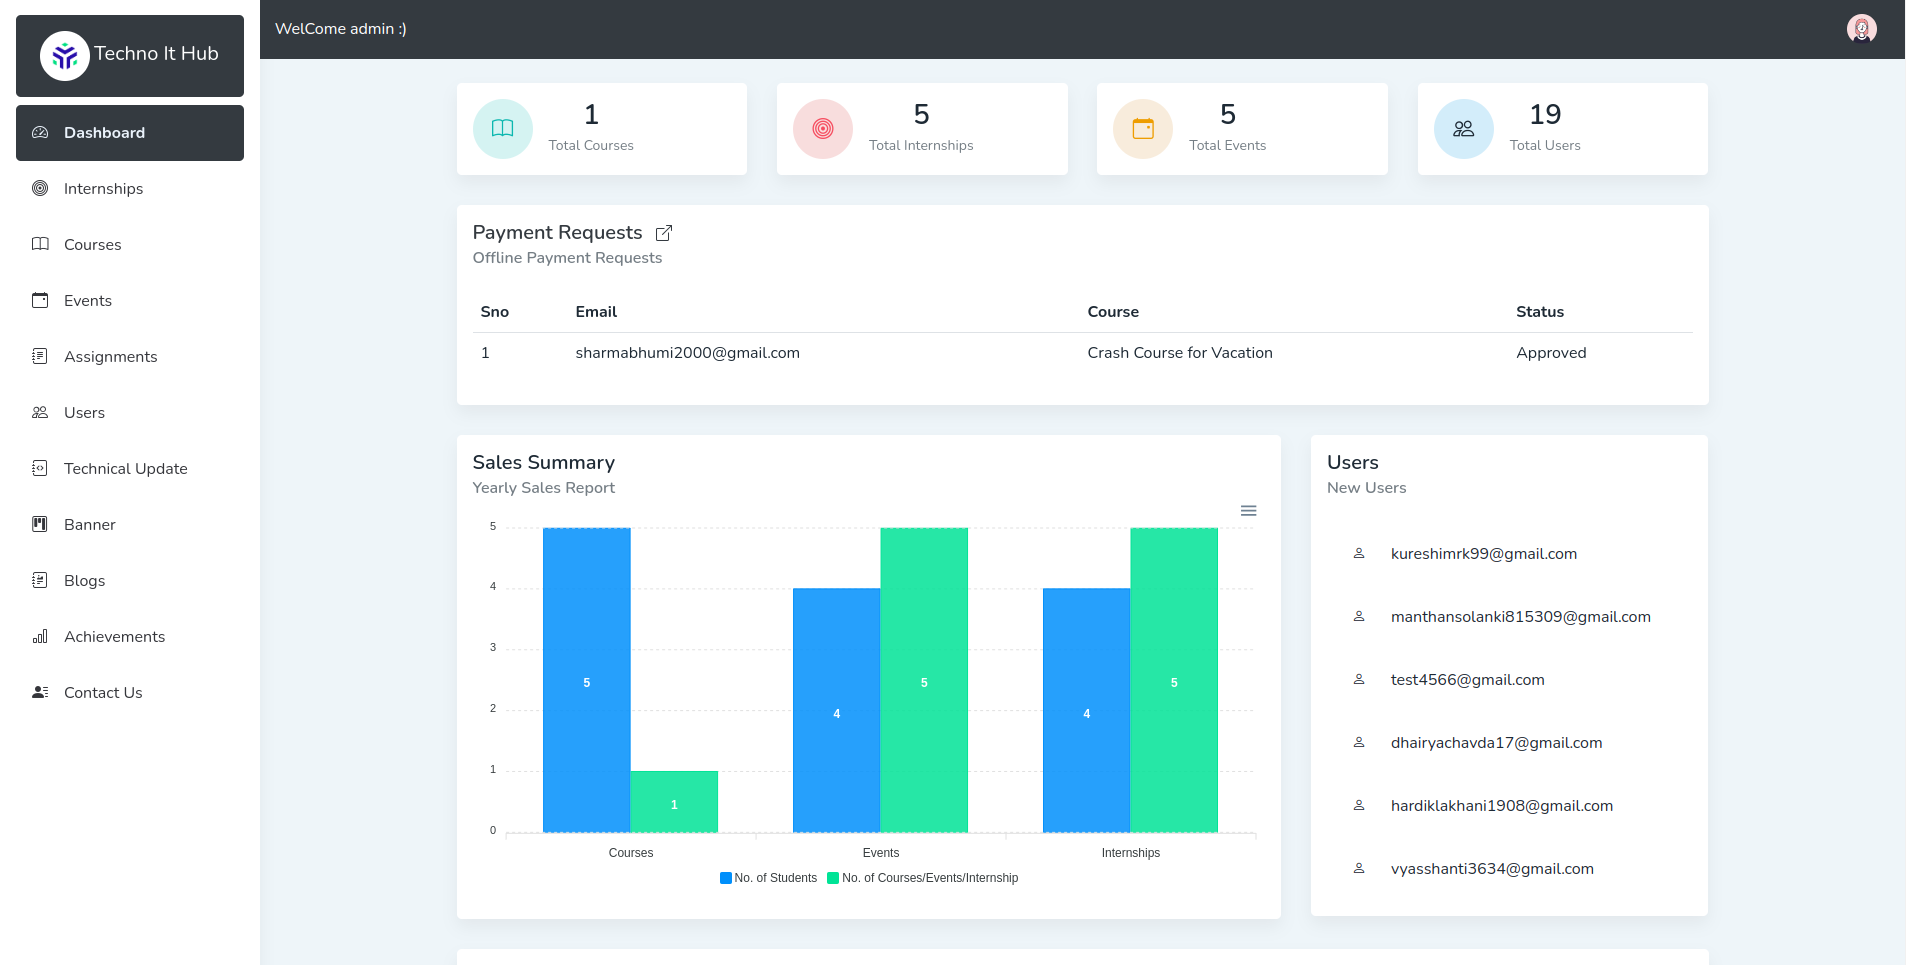 Techno It Hub
WelCome admin :)
Dashboard
Internships
Courses
Events
Assignments
Users
Technical Update
Banner
Blogs
Achievements
Contact Us
1
Total Courses
5
Total Internships
5
Total Events
19
Total Users
Payment Requests
Offline Payment Requests
Sno Email Course Status
1 sharmabhumi2000@gmail.com Crash Course for Vacation Approved
Sales Summary
Yearly Sales Report
5
4
3
2
1
0
5
1
4
5
4
5
Courses Events Internships
No. of Students No. of Courses/Events/Internship
Users
New Users
kureshimrk99@gmail.com
manthansolanki815309@gmail.com
test4566@gmail.com
dhairyachavda17@gmail.com
hardiklakhani1908@gmail.com
vyasshanti3634@gmail.com